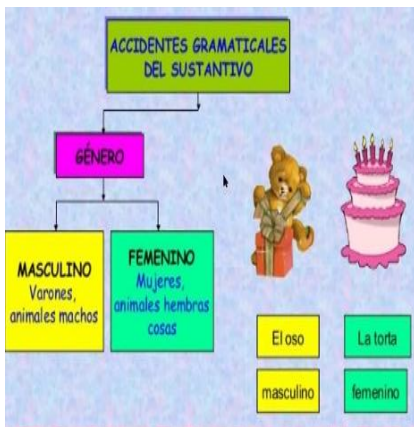 ACCIDENTES GRAMATICALES
DEL SUSTANTIVO
GÉNERO
MASCULINO
Varones,
animales machos
FEMENINO
Mujeres,
animales hembras
cosas
El oso
La torta
masculino
femenino